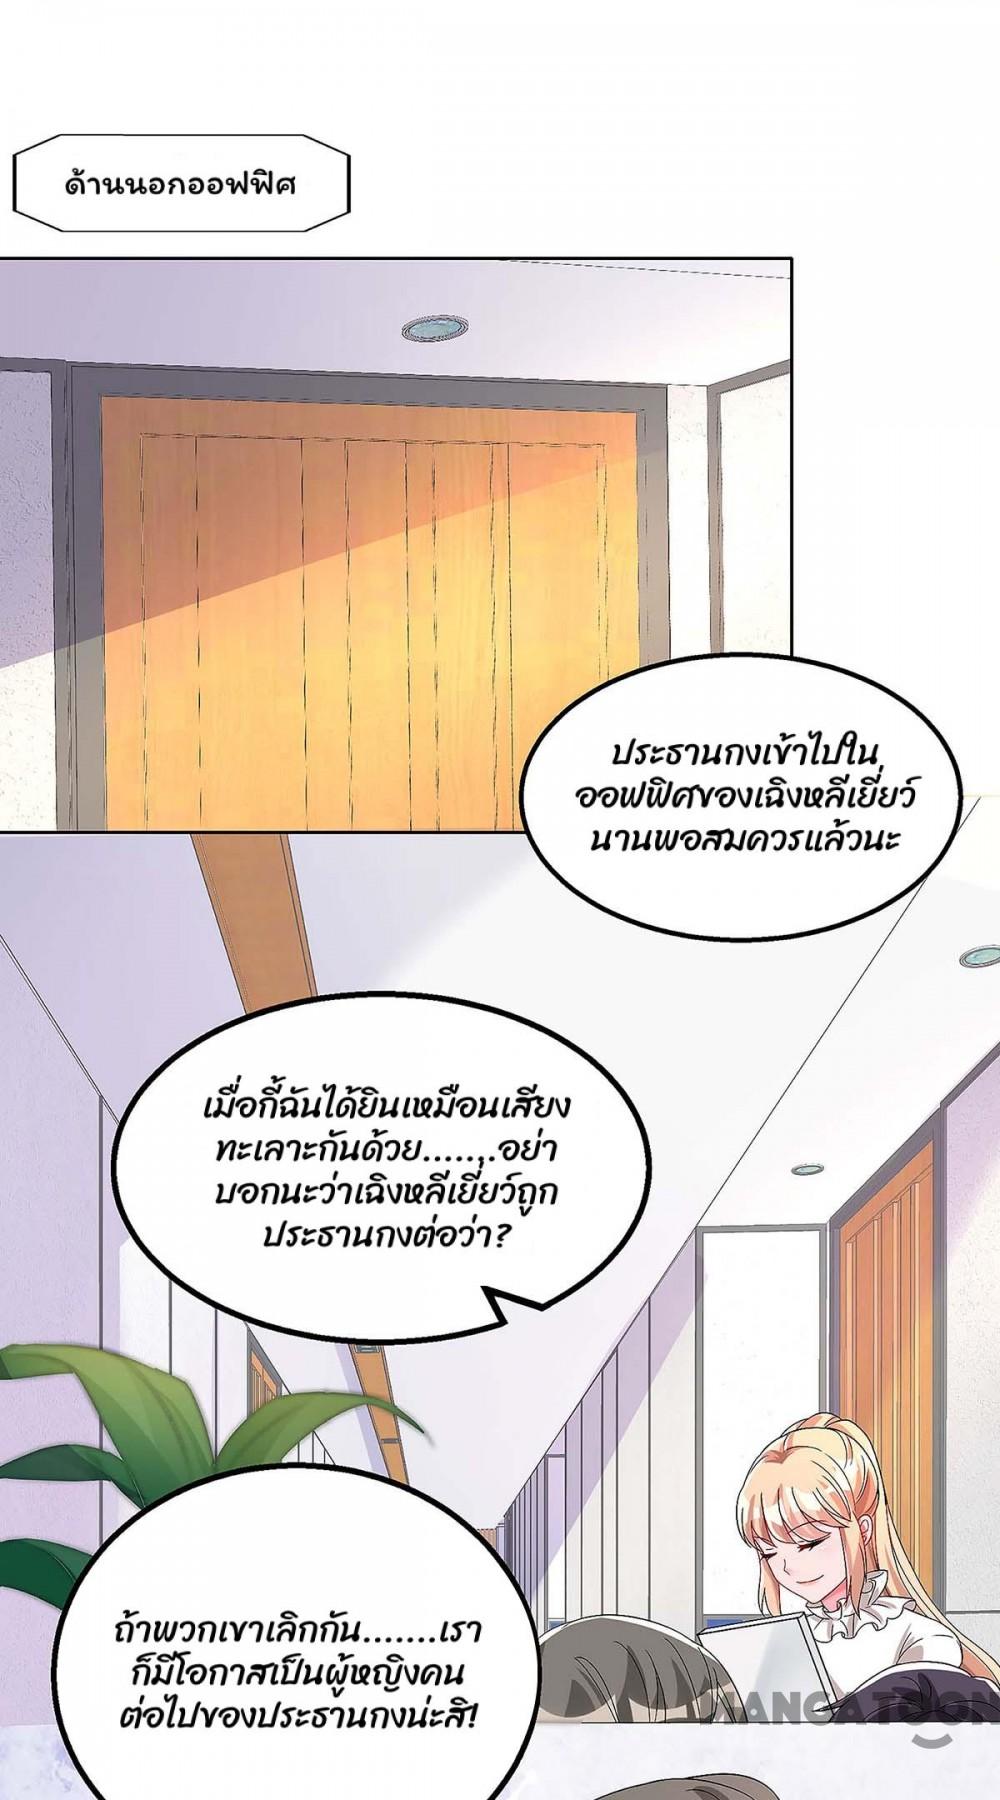 ด้านนอกออฟฟิศ
ประธานกงเข้าไปใน
ออฟฟิศของเฉิงหลีเยี่ยว์
นานพอสมควรแล้วนะ
เมื่อกี้ฉันได้ยินเหมือนเสียง
ทะเลาะกันด้วย.......อย่า
บอกนะว่าเฉิงหลีเยี่ยว์ถูก
ประธานกงต่อว่า?
ถ้าพวกเขาเลิกกัน.......เรา
ก็มีโอกาสเป็นผู้หญิงคน
ต่อไปของประธานกงน่ะสิ!
MANGATOON